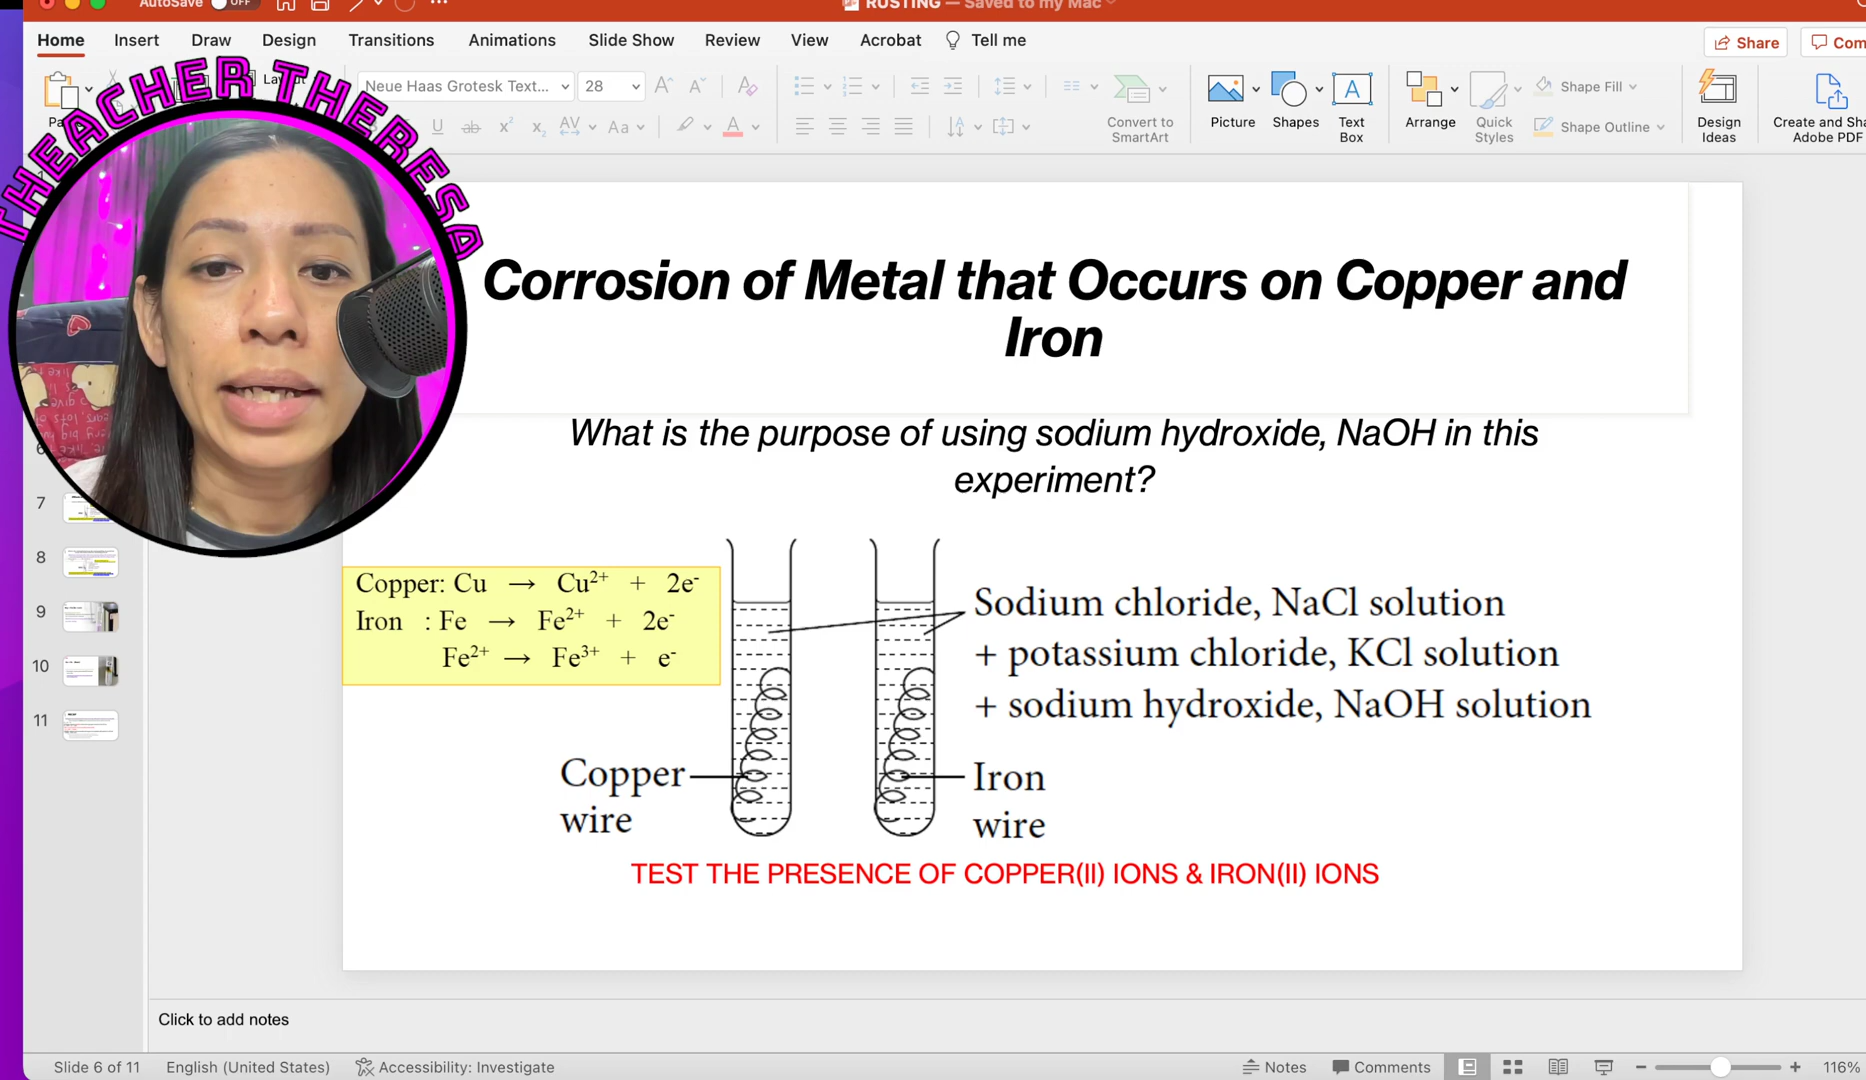 AutoSave OFF
RUSTING — Saved to my Mac
Home Insert Draw Design Transitions Animations Slide Show Review View Acrobat Tell me
Share
THEACHER THERESA
Neue Haas Grotesk Text... 28
Convert to
SmartArt
Picture
Shapes
Text
Box
Arrange
Quick
Styles
Shape Fill
Shape Outline
Design
Ideas
Adobe PDF
Corrosion of Metal that Occurs on Copper and
Iron
What is the purpose of using sodium hydroxide, NaOH in this
experiment?
Copper: Cu → Cu²⁺ + 2e⁻
Iron : Fe → Fe²⁺ + 2e⁻
Fe²⁺ → Fe³⁺ + e⁻
Sodium chloride, NaCl solution
+ potassium chloride, KCl solution
+ sodium hydroxide, NaOH solution
Copper
wire
Iron
wire
TEST THE PRESENCE OF COPPER(II) IONS & IRON(II) IONS
7
8
9
10
11
Click to add notes
Slide 6 of 11 English (United States) Accessibility: Investigate Notes Comments 116%